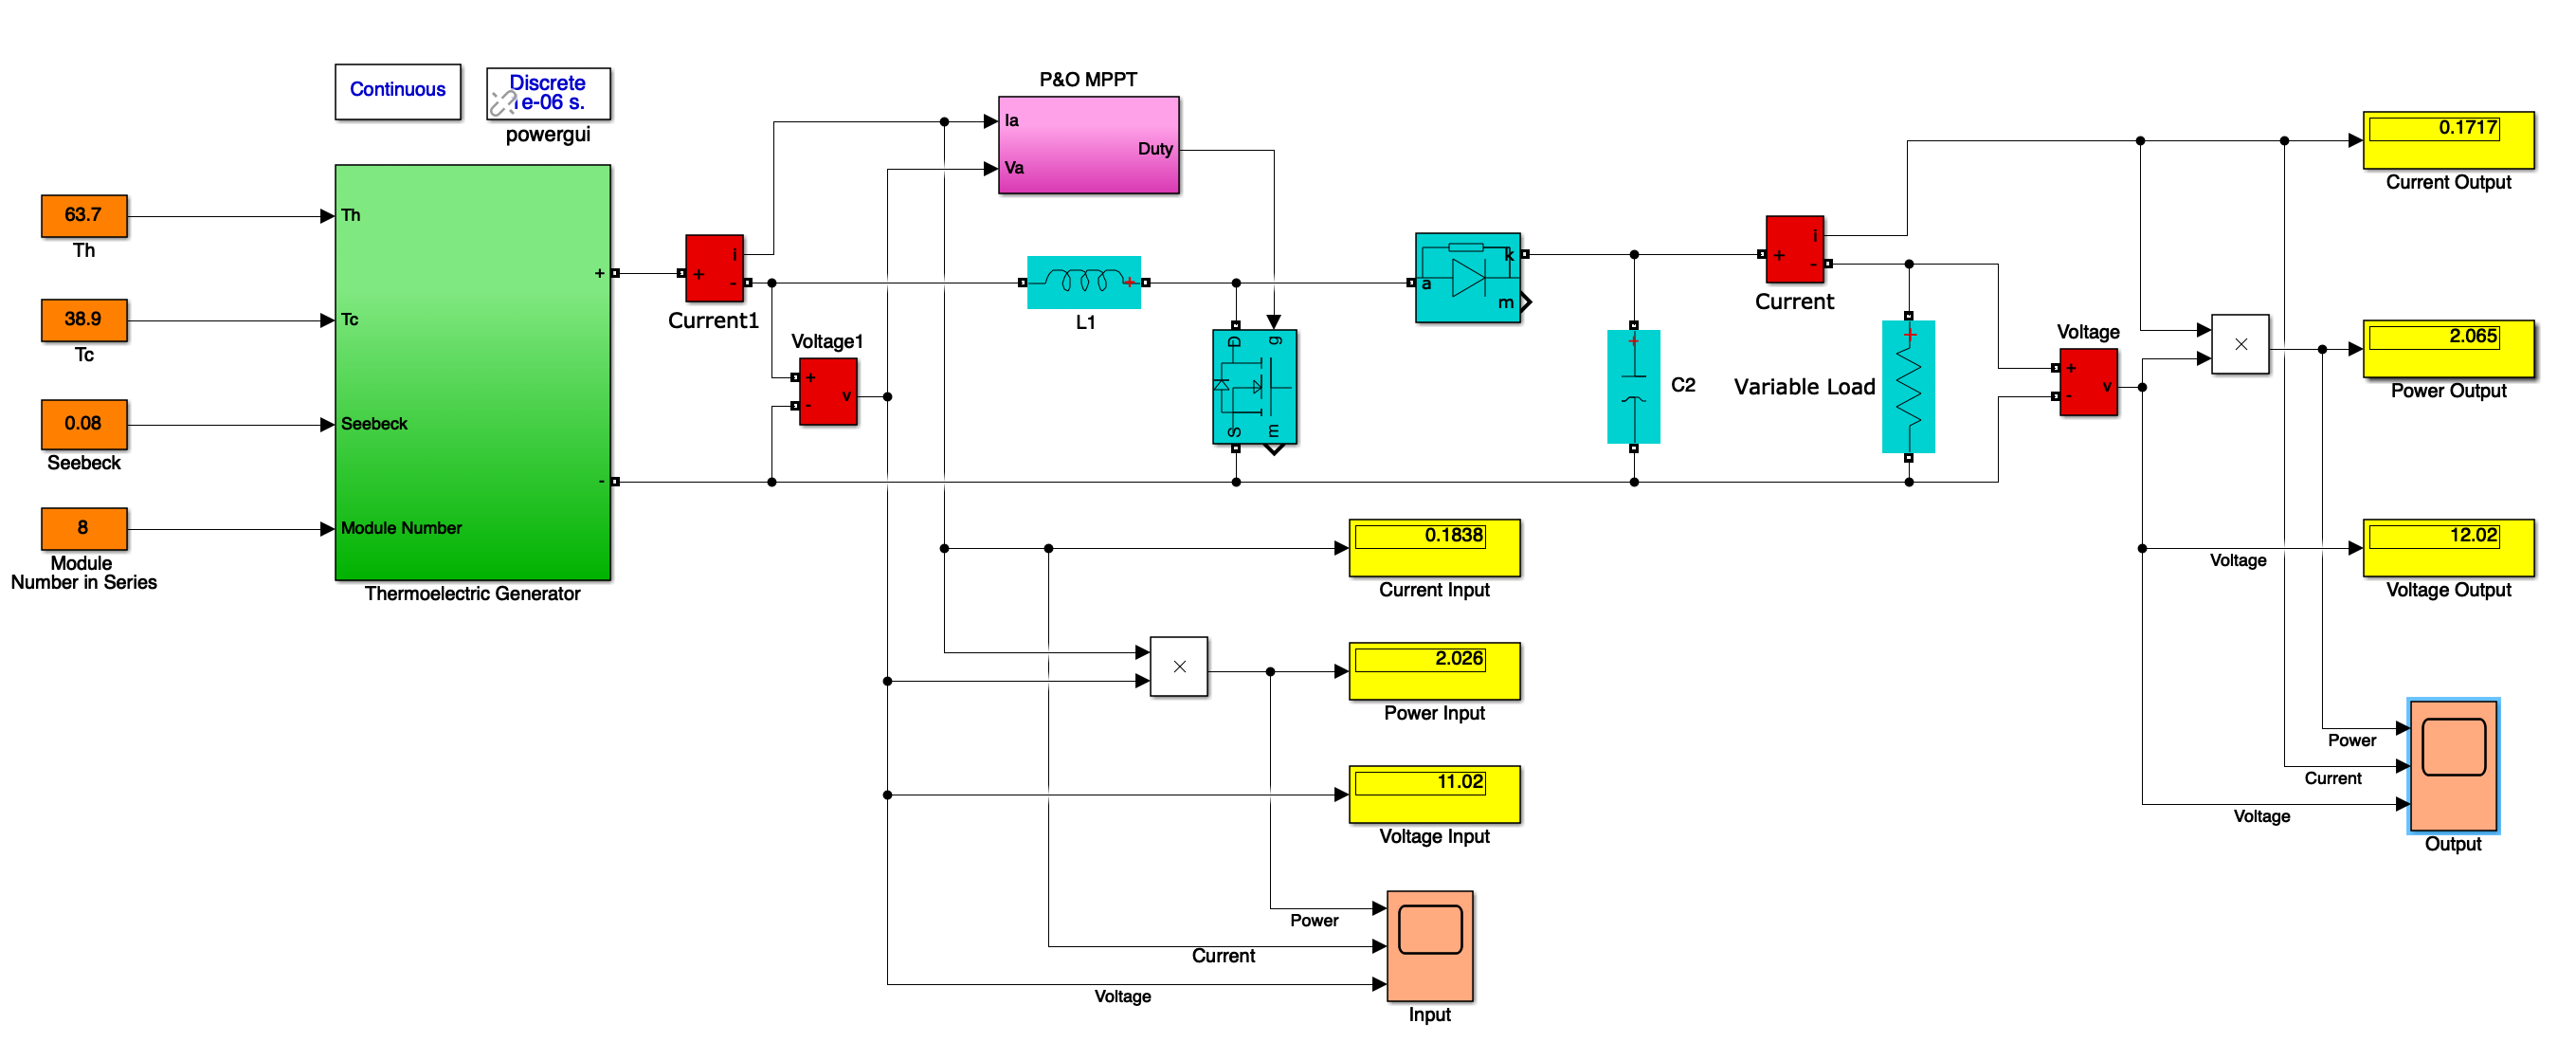 Continuous
Discrete
1e-06 s.
powergui
P&O MPPT
Ia
Va
Duty
63.7
Th
38.9
Tc
0.08
Seebeck
8
Module
Number in Series
Th
Tc
Seebeck
Module Number
+
-
Thermoelectric Generator
+
i
-
Current1
Voltage1
+
-
v
+
L1
D
g
S
m
a
k
m
+
C2
+
i
-
Current
+
Variable Load
Voltage
+
-
v
×
0.1717
Current Output
2.065
Power Output
12.02
Voltage
Voltage Output
0.1838
Current Input
×
2.026
Power Input
11.02
Voltage Input
Power
Current
Voltage
Input
Power
Current
Voltage
Output